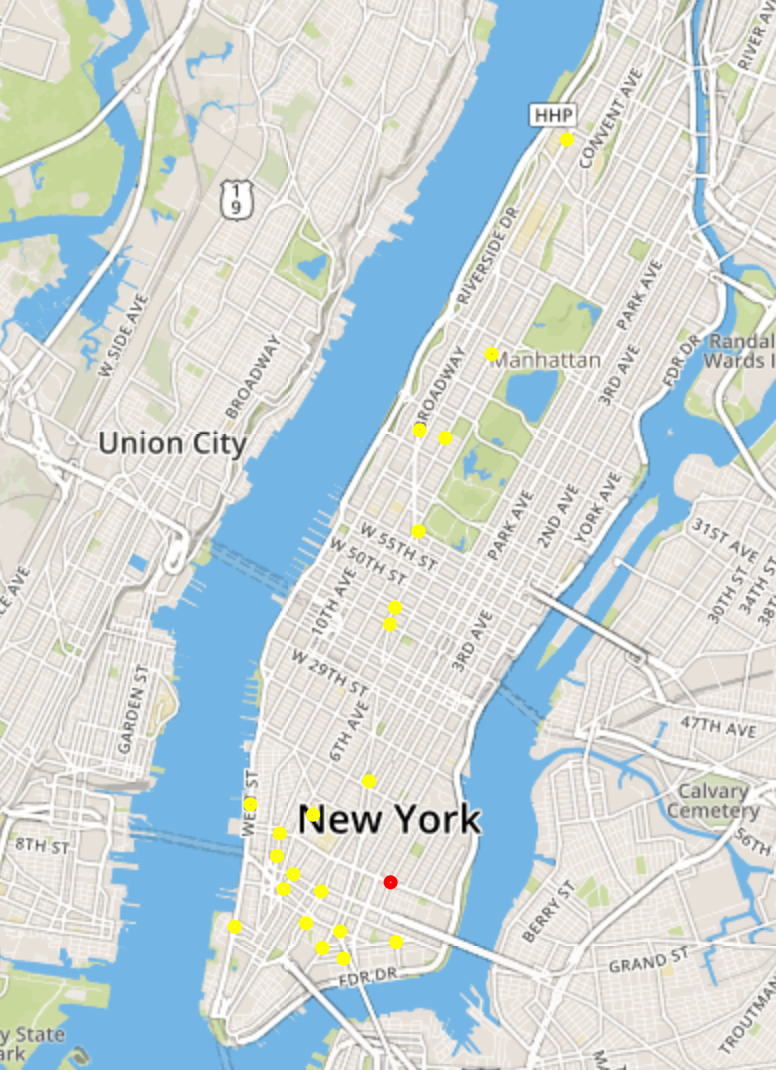 RIVER AV
HHP
CONVENT AVE
1
9
RIVERSIDE DR
PARK AVE
W SIDE AVE
BROADWAY
Manhattan
3RD AVE
FDR DR
Randal
Wards I
BROADWAY
Union City
PARK AVE
2ND AVE
YORK AVE
31ST AVE
W 55TH ST
W 50TH ST
10TH AVE
30TH ST
34TH ST
38
LE AVE
3RD AVE
W 29TH ST
GARDEN ST
6TH AVE
47TH AVE
WEST ST
New York
Calvary
Cemetery
8TH ST
56TH
BERRY ST
GRAND ST
FDR DR
TROUTMAN
y State
ark